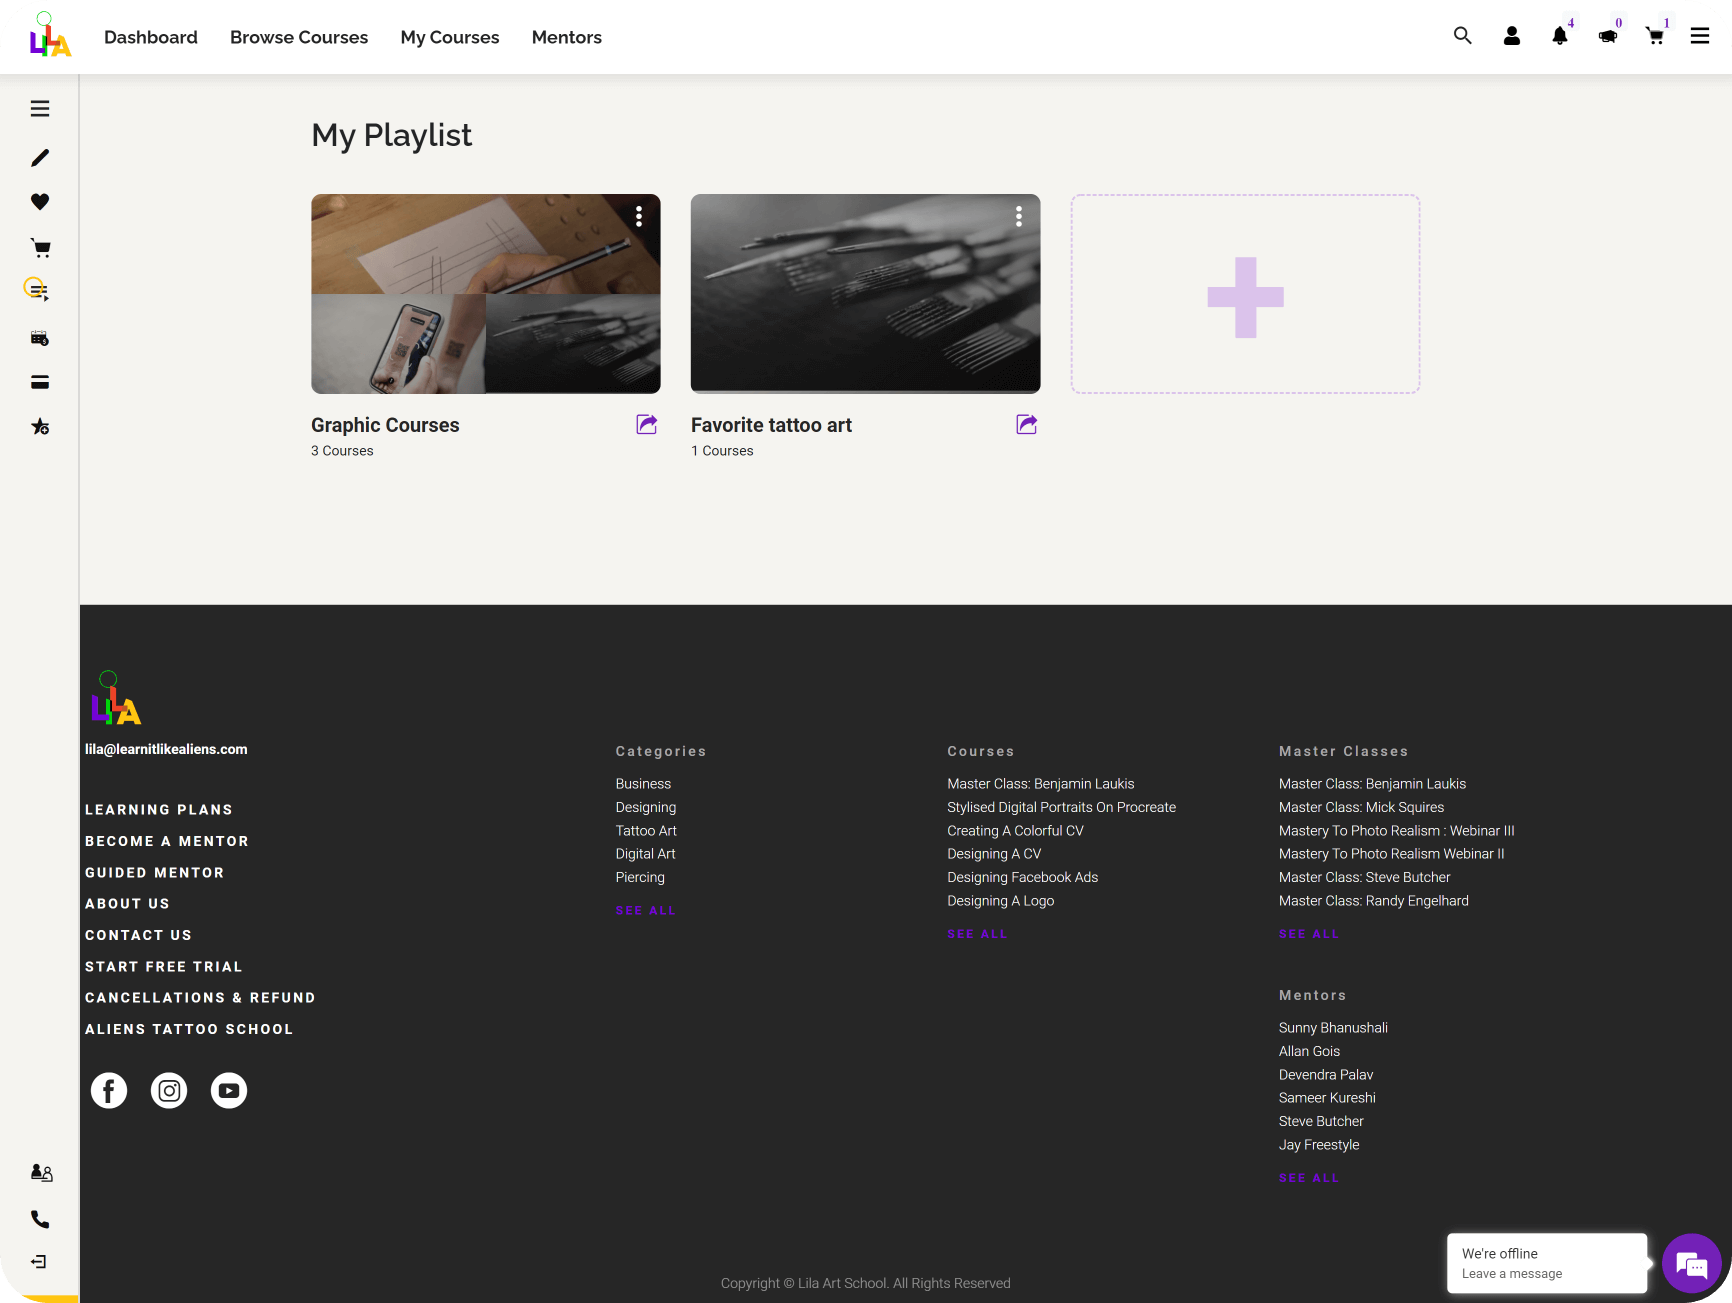 LILA
Dashboard
Browse Courses
My Courses
Mentors
4
0
1
My Playlist
Graphic Courses
3 Courses
Favorite tattoo art
1 Courses
LILA
lila@learnitlikealiens.com
LEARNING PLANS
BECOME A MENTOR
GUIDED MENTOR
ABOUT US
CONTACT US
START FREE TRIAL
CANCELLATIONS & REFUND
ALIENS TATTOO SCHOOL
Categories
Business
Designing
Tattoo Art
Digital Art
Piercing
SEE ALL
Courses
Master Class: Benjamin Laukis
Stylised Digital Portraits On Procreate
Creating A Colorful CV
Designing A CV
Designing Facebook Ads
Designing A Logo
SEE ALL
Master Classes
Master Class: Benjamin Laukis
Master Class: Mick Squires
Mastery To Photo Realism : Webinar III
Mastery To Photo Realism Webinar II
Master Class: Steve Butcher
Master Class: Randy Engelhard
SEE ALL
Mentors
Sunny Bhanushali
Allan Gois
Devendra Palav
Sameer Kureshi
Steve Butcher
Jay Freestyle
SEE ALL
We're offline
Leave a message
Copyright © Lila Art School. All Rights Reserved